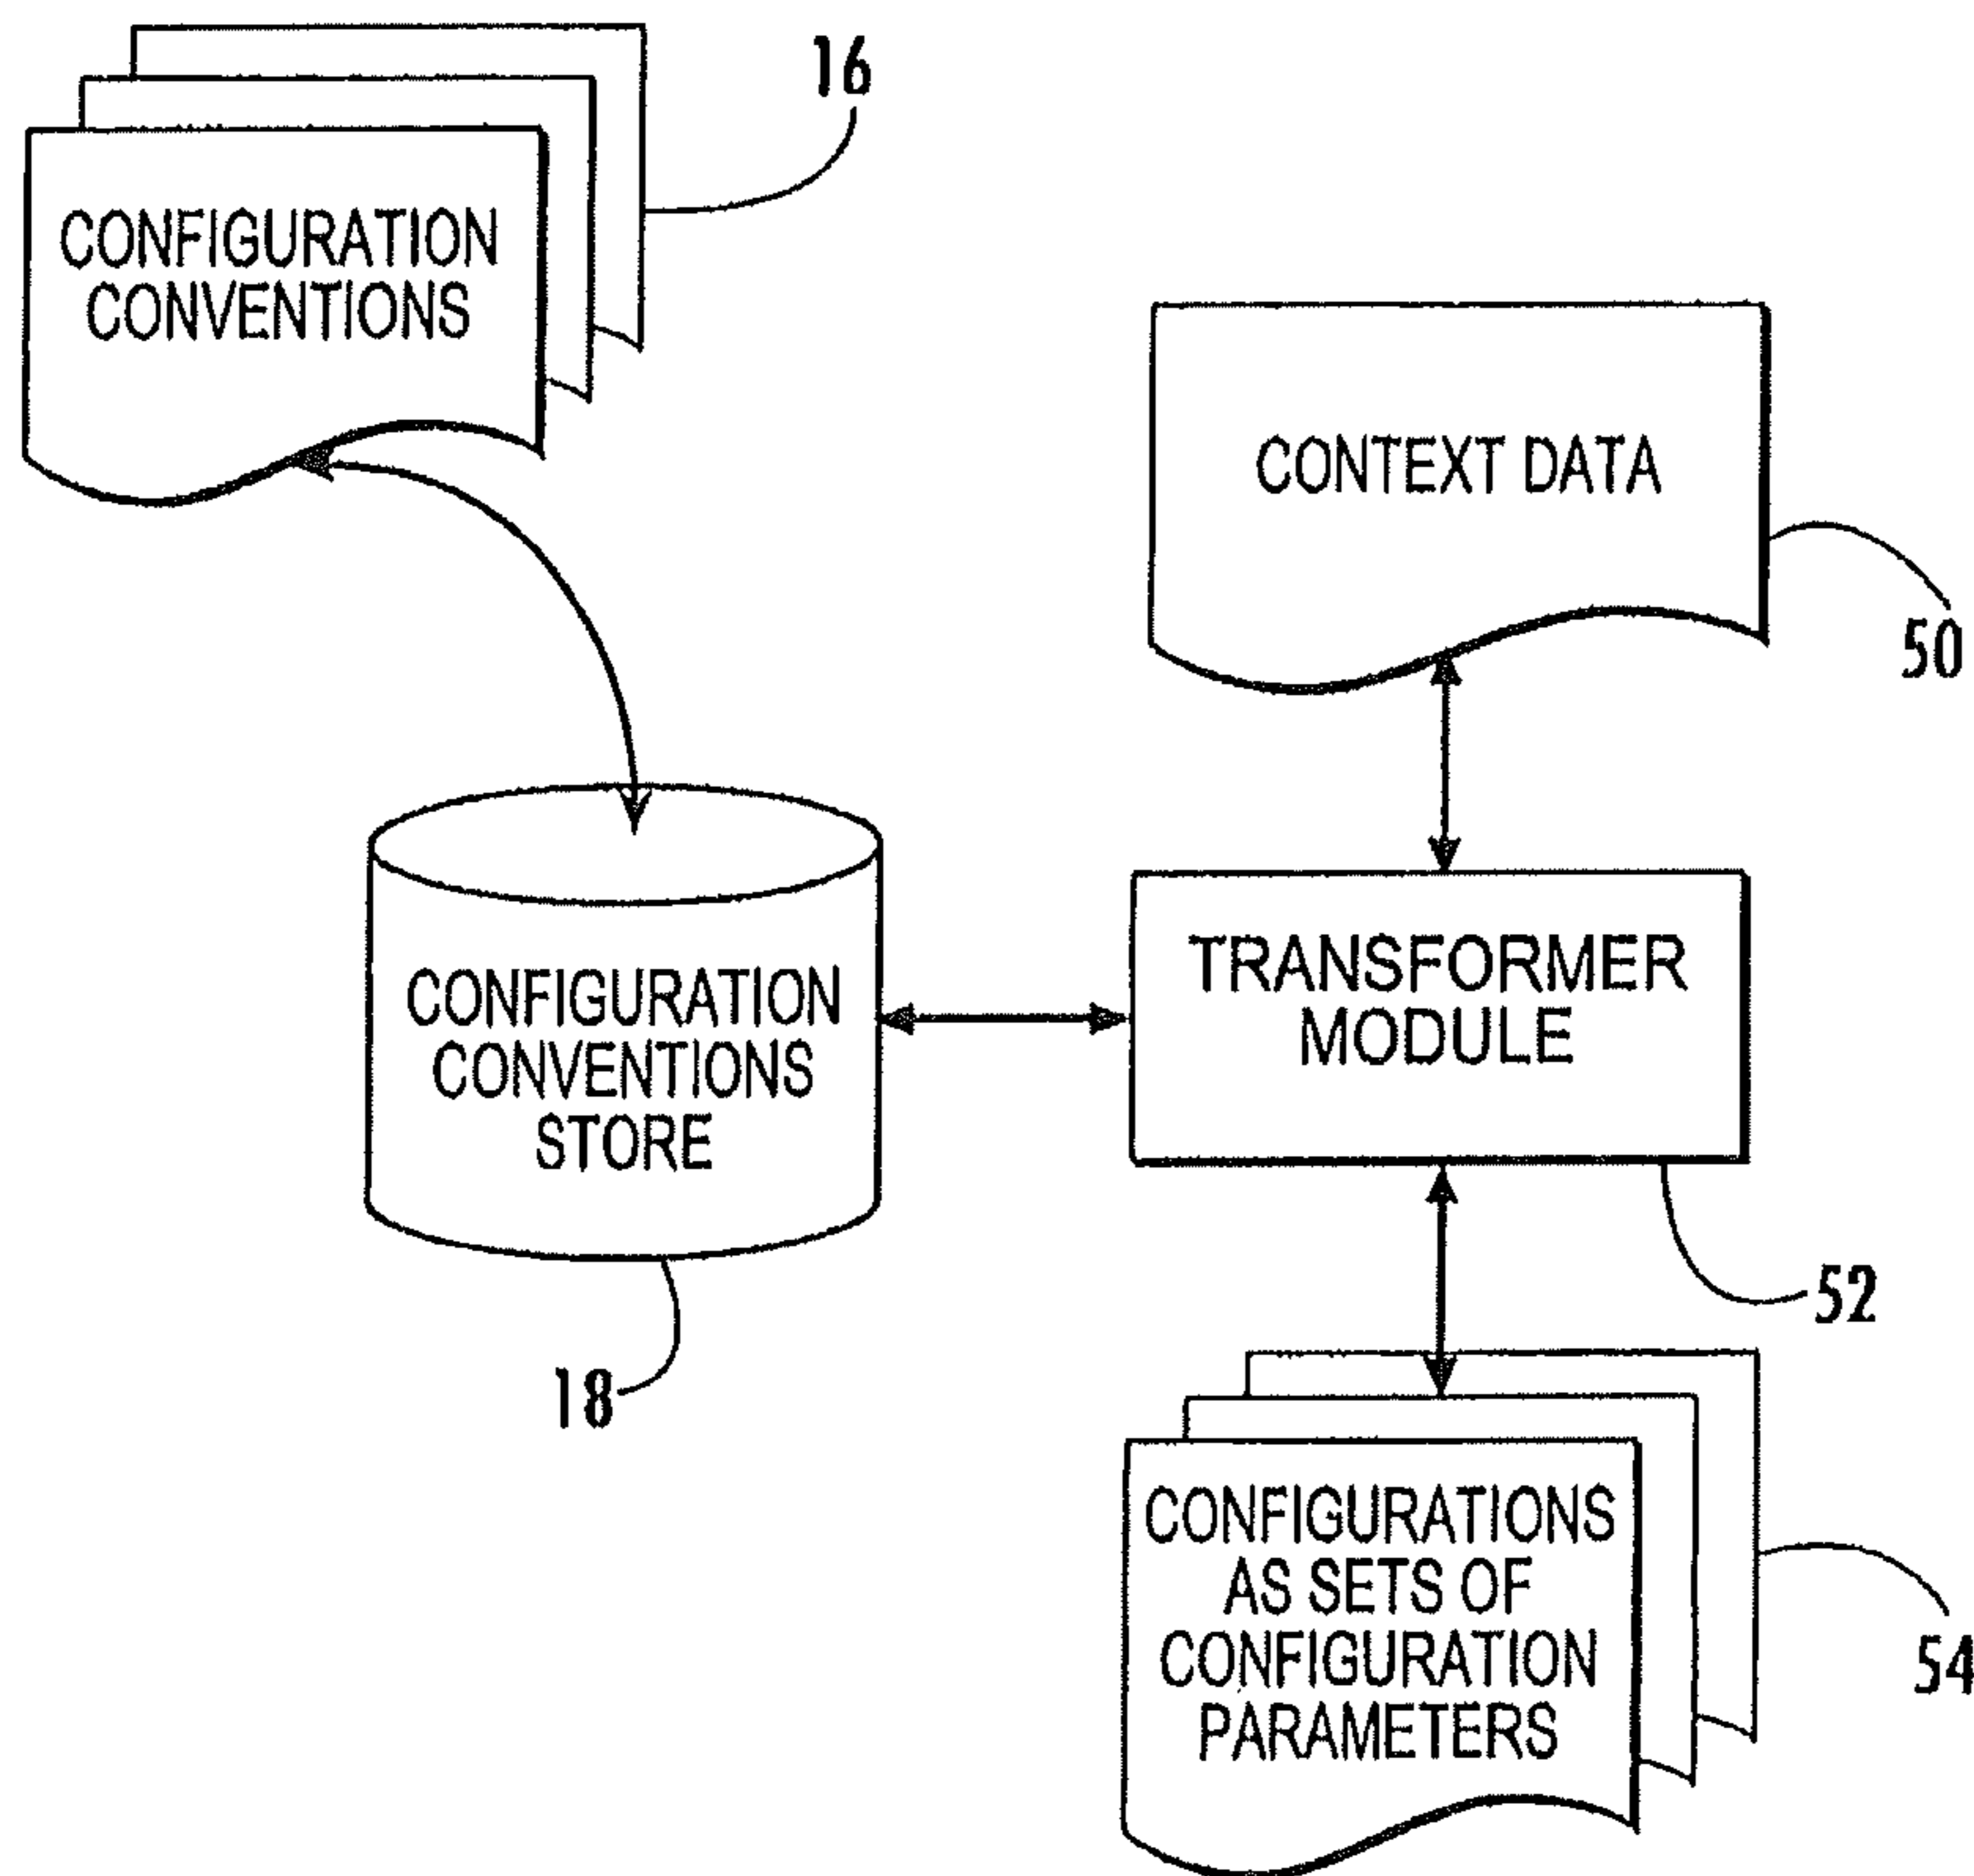 16
CONFIGURATION
CONVENTIONS
CONTEXT DATA
50
CONFIGURATION
CONVENTIONS
STORE
18
TRANSFORMER
MODULE
52
CONFIGURATIONS
AS SETS OF
CONFIGURATION
PARAMETERS
54